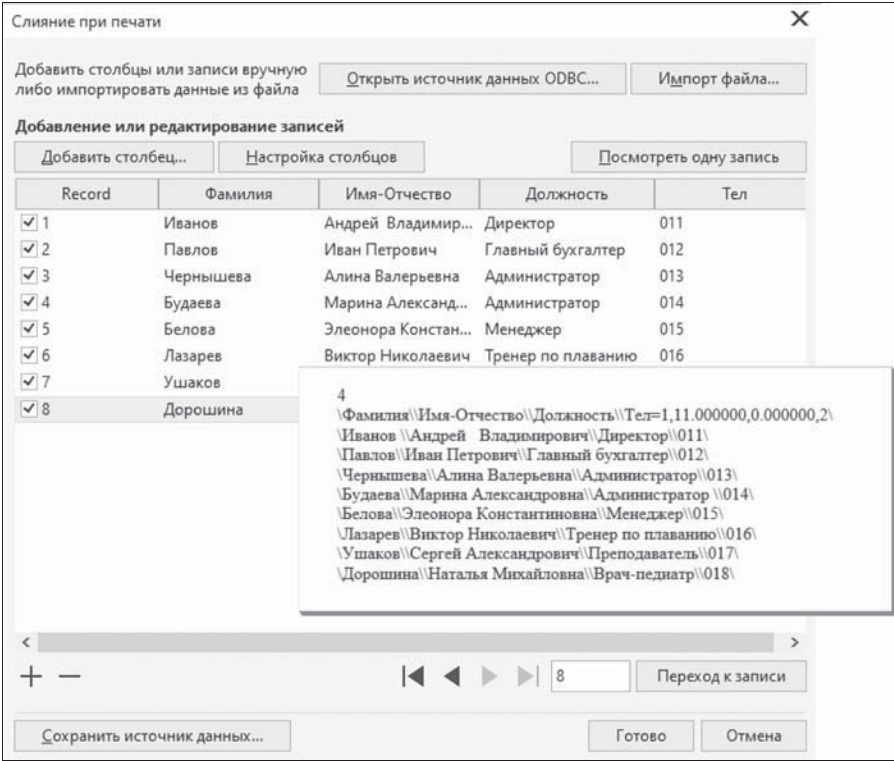 Слияние при печати
Добавить столбцы или записи вручную
либо импортировать данные из файла
Открыть источник данных ODBC...
Импорт файла...
Добавление или редактирование записей
Добавить столбец...
Настройка столбцов
Посмотреть одну запись
Record Фамилия Имя-Отчество Должность Тел
1 Иванов Андрей Владимир... Директор 011
2 Павлов Иван Петрович Главный бухгалтер 012
3 Чернышева Алина Валерьевна Администратор 013
4 Будаева Марина Александ... Администратор 014
5 Белова Элеонора Констан... Менеджер 015
6 Лазарев Виктор Николаевич Тренер по плаванию 016
7 Ушаков
8 Дорошина
4
\Фамилия\\Имя-Отчество\\Должность\\Тел=1,11.000000,0.000000,2\
\Иванов \\Андрей Владимирович\\Директор\\011\
\Павлов\\Иван Петрович\\Главный бухгалтер\\012\
\Чернышева\\Алина Валерьевна\\Администратор\\013\
\Будаева\\Марина Александровна\\Администратор \\014\
\Белова\\Элеонора Константиновна\\Менеджер\\015\
\Лазарев\\Виктор Николаевич\\Тренер по плаванию\\016\
\Ушаков\\Сергей Александрович\\Преподаватель\\017\
\Дорошина\\Наталья Михайловна\\Врач-педиатр\\018\
8
Переход к записи
Сохранить источник данных...
Готово
Отмена